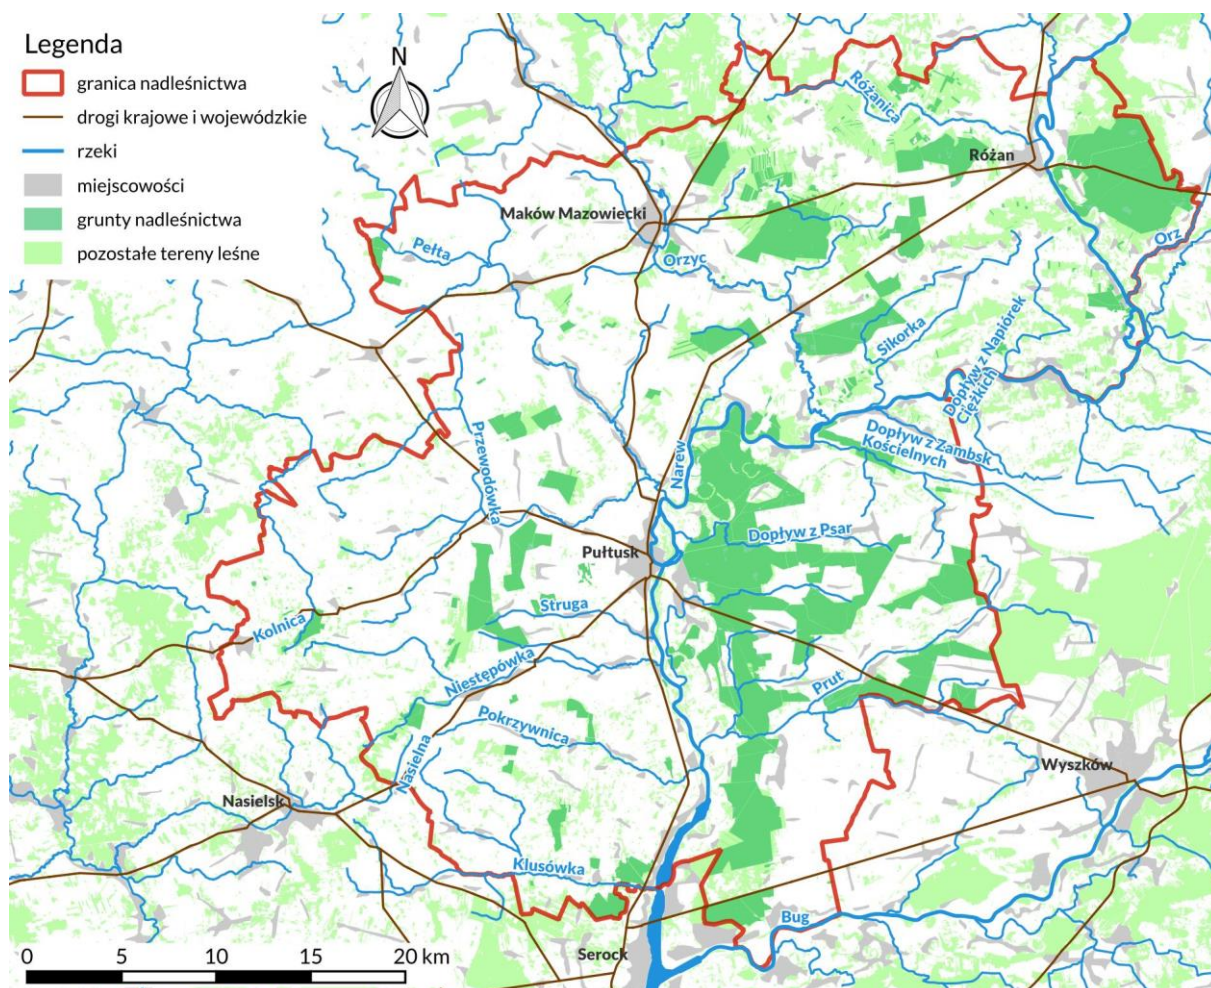 Legenda
granica nadleśnictwa
drogi krajowe i wojewódzkie
rzeki
miejscowości
grunty nadleśnictwa
pozostałe tereny leśne
N
Różanica
Różan
Maków Mazowiecki
Pełta
Orzyc
Orz
Sikorka
Dopływ z Napiórek
Ciężkich
Dopływ z Zambsk
Kościelnych
Przewodówka
Narew
Dopływ z Psar
Pułtusk
Struga
Kolnica
Niestępówka
Prut
Pokrzywnica
Nasielna
Wyszków
Nasielsk
Klusówka
Bug
Serock
0 5 10 15 20 km